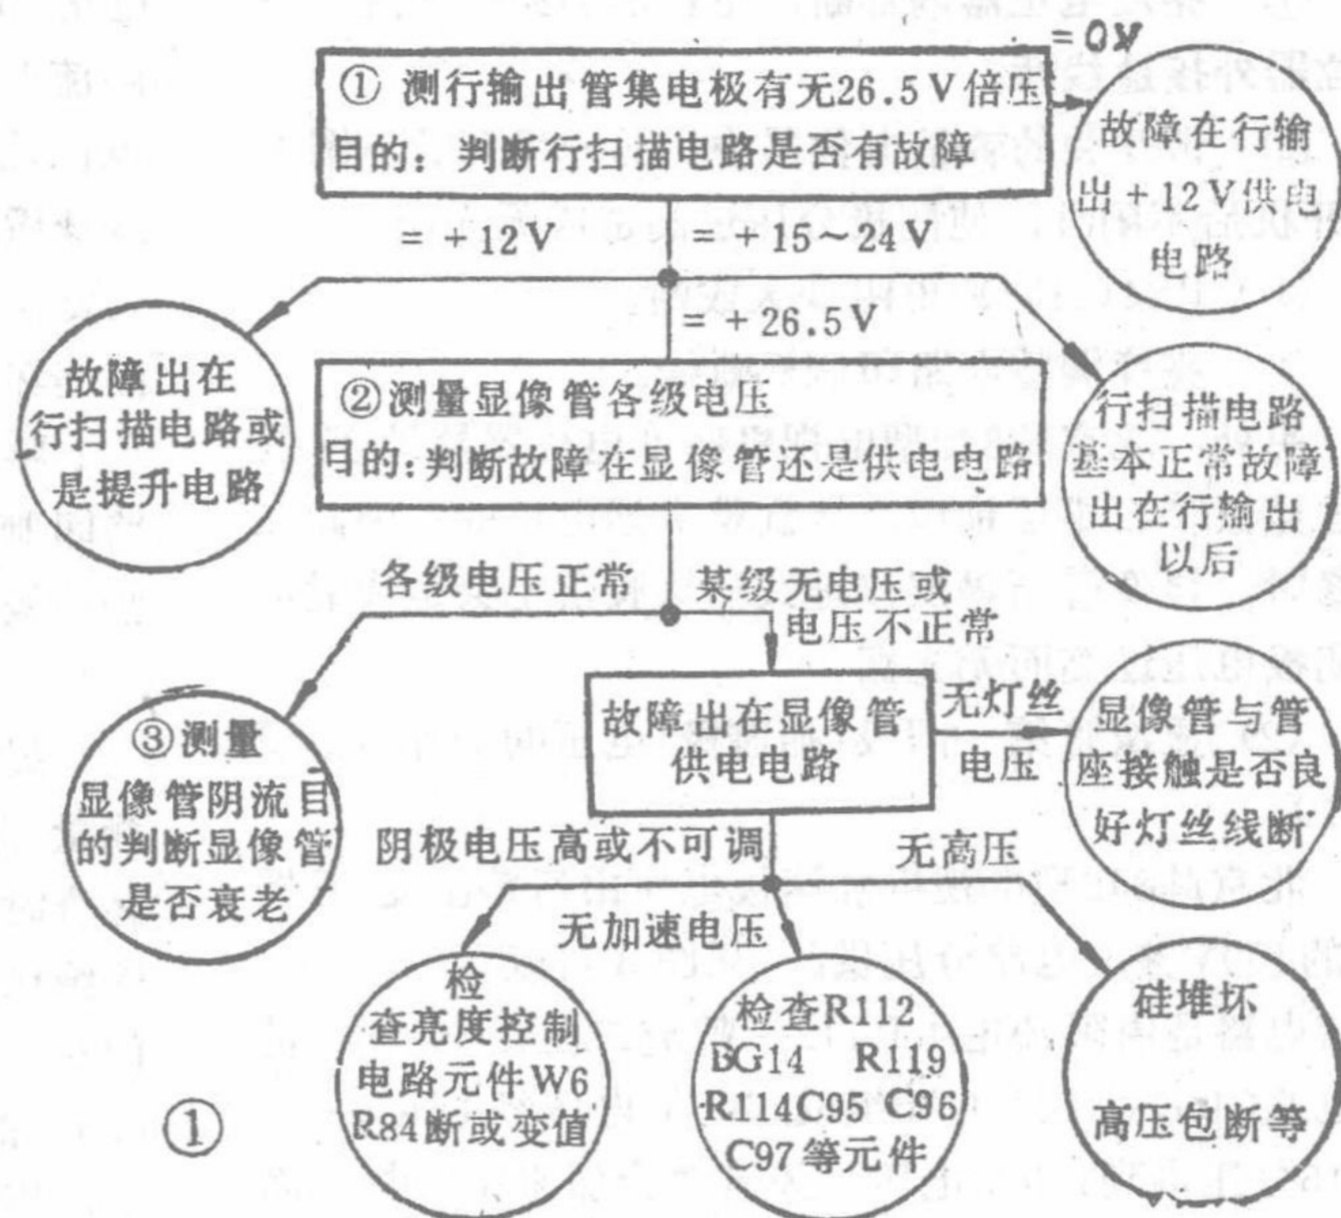 = 0V
① 测行输出管集电极有无26.5V倍压
目的：判断行扫描电路是否有故障
故障在行输
出+12V供电
电路
= +12V
= +15～24V
= +26.5V
故障出在
行扫描电路或
是提升电路
②测量显像管各级电压
目的：判断故障在显像管还是供电电路
行扫描电路
基本正常故障
出在行输出
以后
各级电压正常
某级无电压或
电压不正常
③测量
显像管阴流目
的判断显像管
是否衰老
故障出在显像管
供电电路
无灯丝
电压
显像管与管
座接触是否良
好灯丝线断
阴极电压高或不可调
无加速电压
无高压
检
查亮度控制
电路元件W6
R84断或变值
检查R112
BG14 R119
R114C95 C96
C97等元件
硅堆坏
高压包断等
①